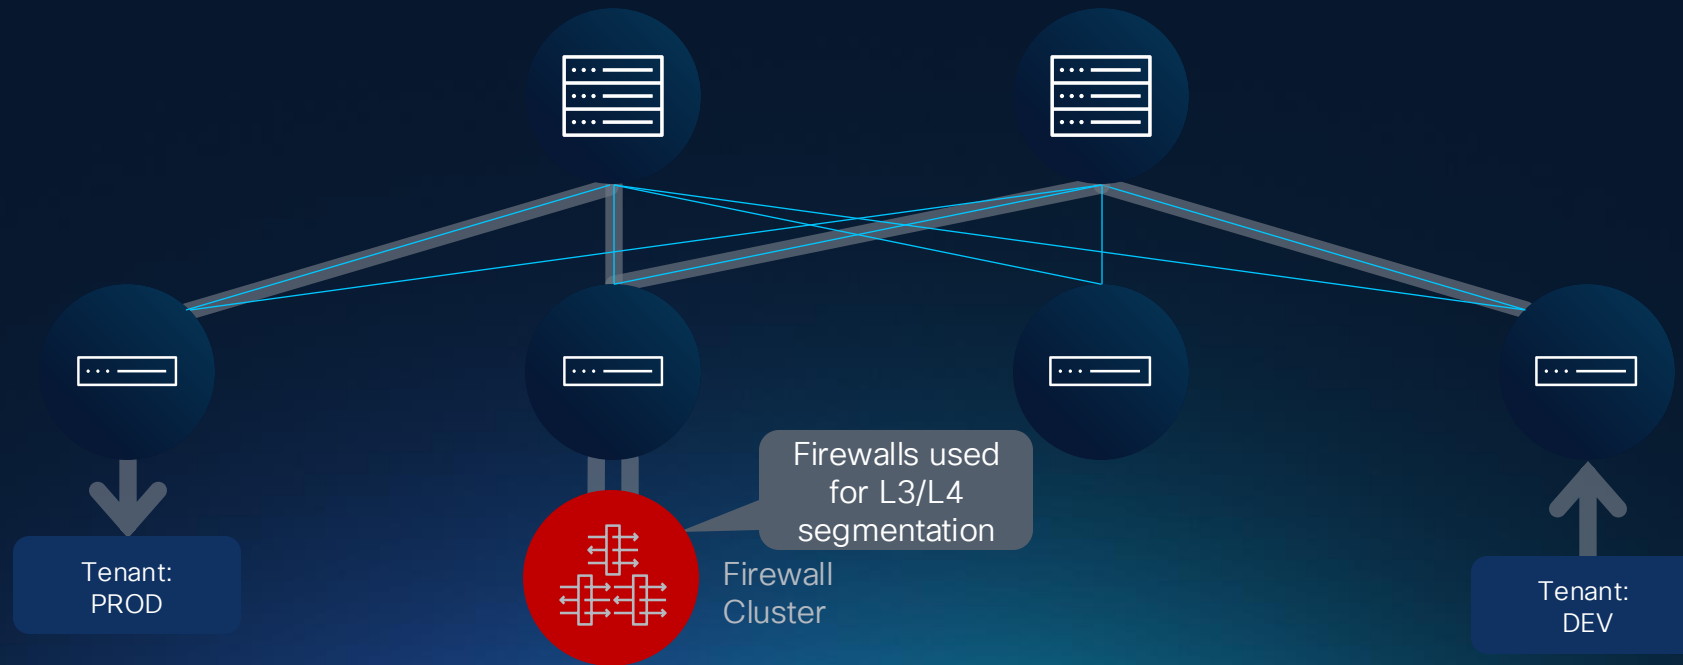 Firewalls used
for L3/L4
segmentation
Tenant:
PROD
Firewall
Cluster
Tenant:
DEV